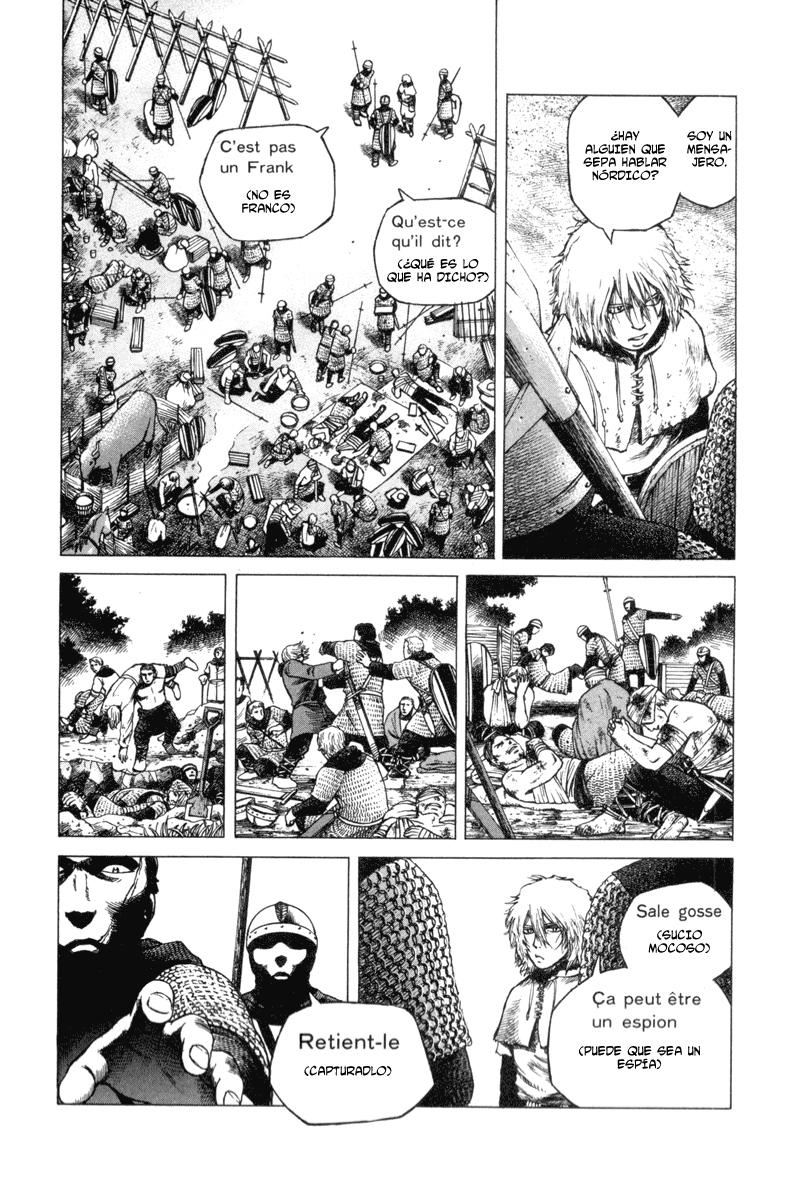 SOY UN
MENSA-
JERO.
¿HAY
ALGUIEN QUE
SEPA HABLAR
NÓRDICO?
Qu'est-ce
qu'il dit?
(¿QUÉ ES LO
QUE HA DICHO?)
C'est pas
un Frank
(NO ES
FRANCO)
Sale gosse
(SUCIO
MOCOSO)
Ça peut être
un espion
(PUEDE QUE SEA UN
ESPÍA)
Retient-le
(CAPTURADLO)